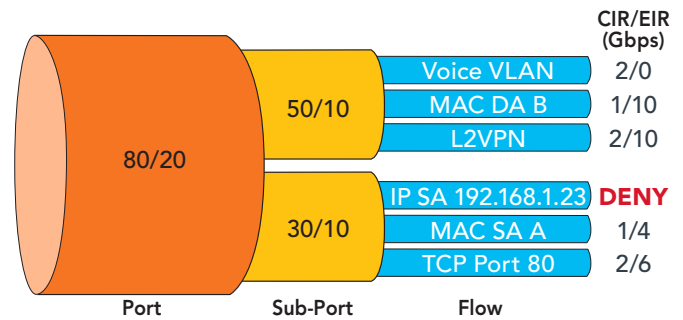 CIR/EIR
(Gbps)
Voice VLAN 2/0
50/10 MAC DA B 1/10
L2VPN 2/10
80/20
IP SA 192.168.1.23 DENY
30/10 MAC SA A 1/4
TCP Port 80 2/6
Port Sub-Port Flow